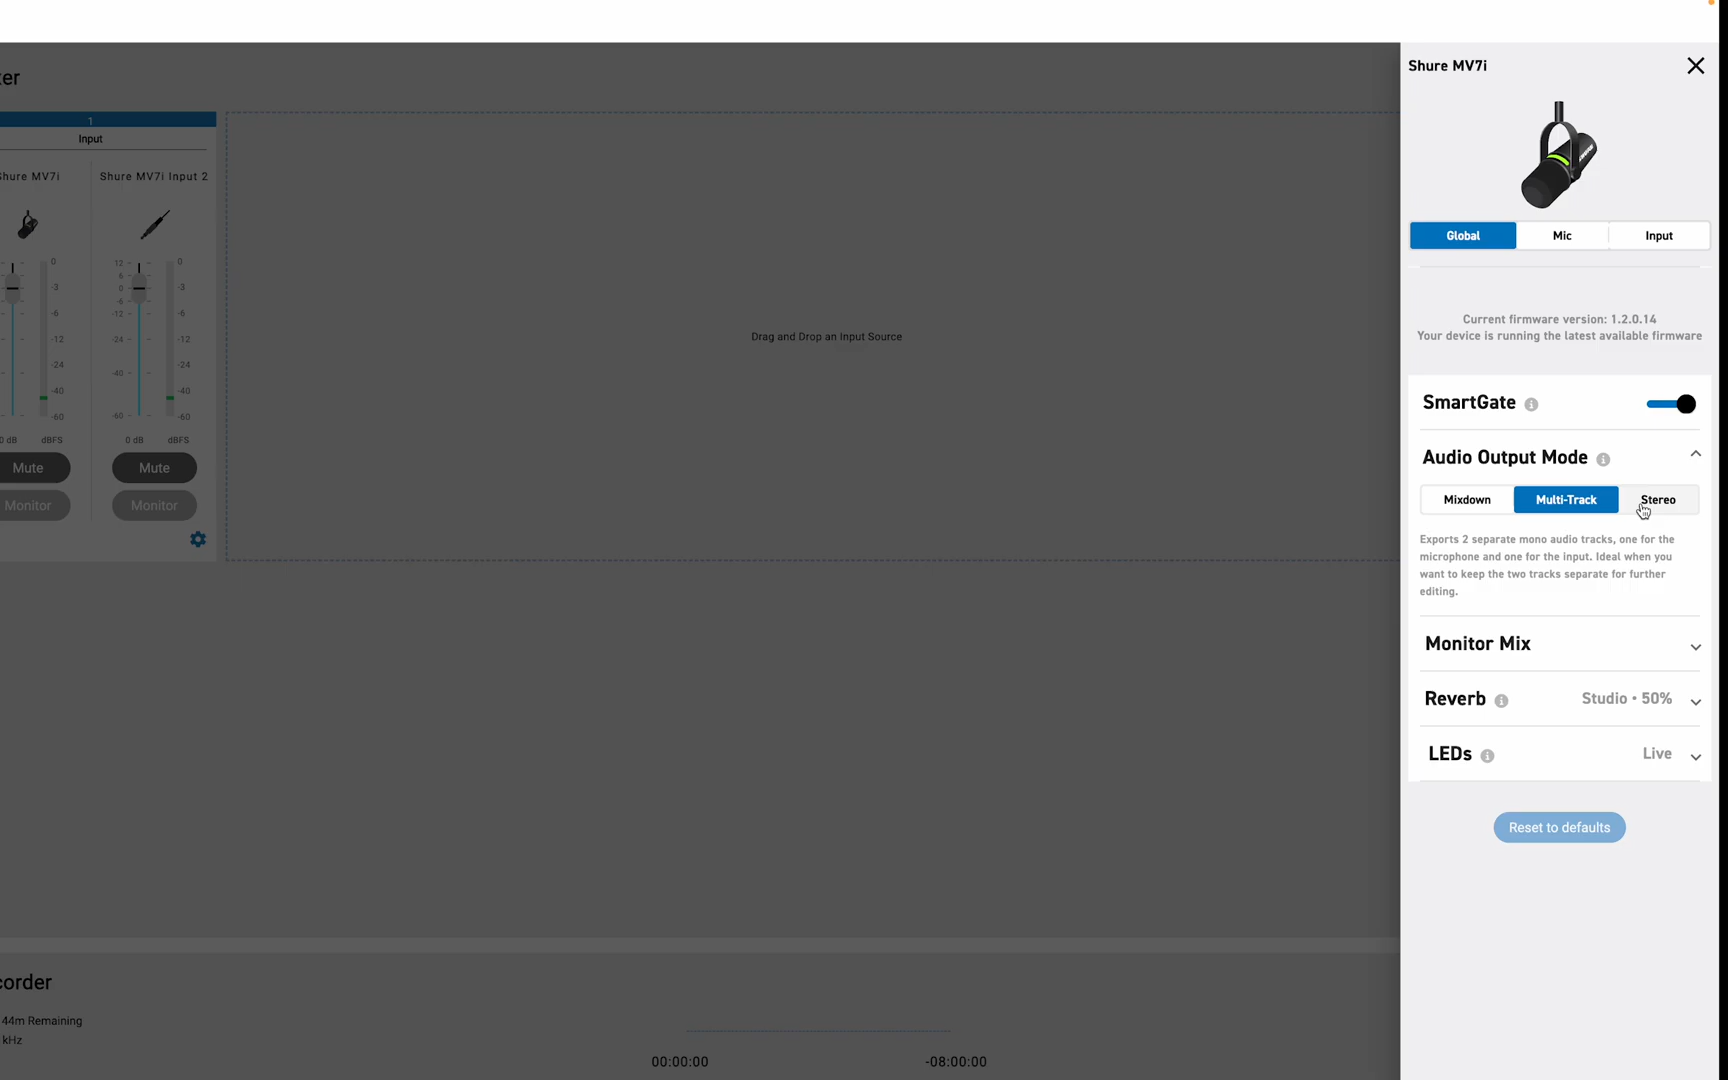 er
1
Input
Shure MV7i
Shure MV7i Input 2
0
-3
-6
-12
-24
-40
-60
0 dB
dBFS
12
6
0
-6
-12
-24
-40
-60
0
-3
-6
-12
-24
-40
-60
0 dB
dBFS
Mute
Mute
Monitor
Monitor
Drag and Drop an Input Source
corder
44m Remaining
kHz
00:00:00
-08:00:00
Shure MV7i
SHURE
Global
Mic
Input
Current firmware version: 1.2.0.14
Your device is running the latest available firmware
SmartGate
Audio Output Mode
Mixdown
Multi-Track
Stereo
Exports 2 separate mono audio tracks, one for the
microphone and one for the input. Ideal when you
want to keep the two tracks separate for further
editing.
Monitor Mix
Reverb
Studio • 50%
LEDs
Live
Reset to defaults